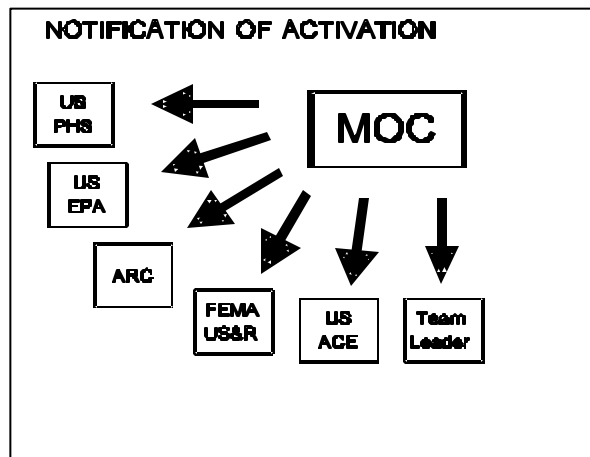 NOTIFICATION OF ACTIVATION
MOC
US
PHS
US
EPA
ARC
FEMA
US&R
US
ACE
Team
Leader